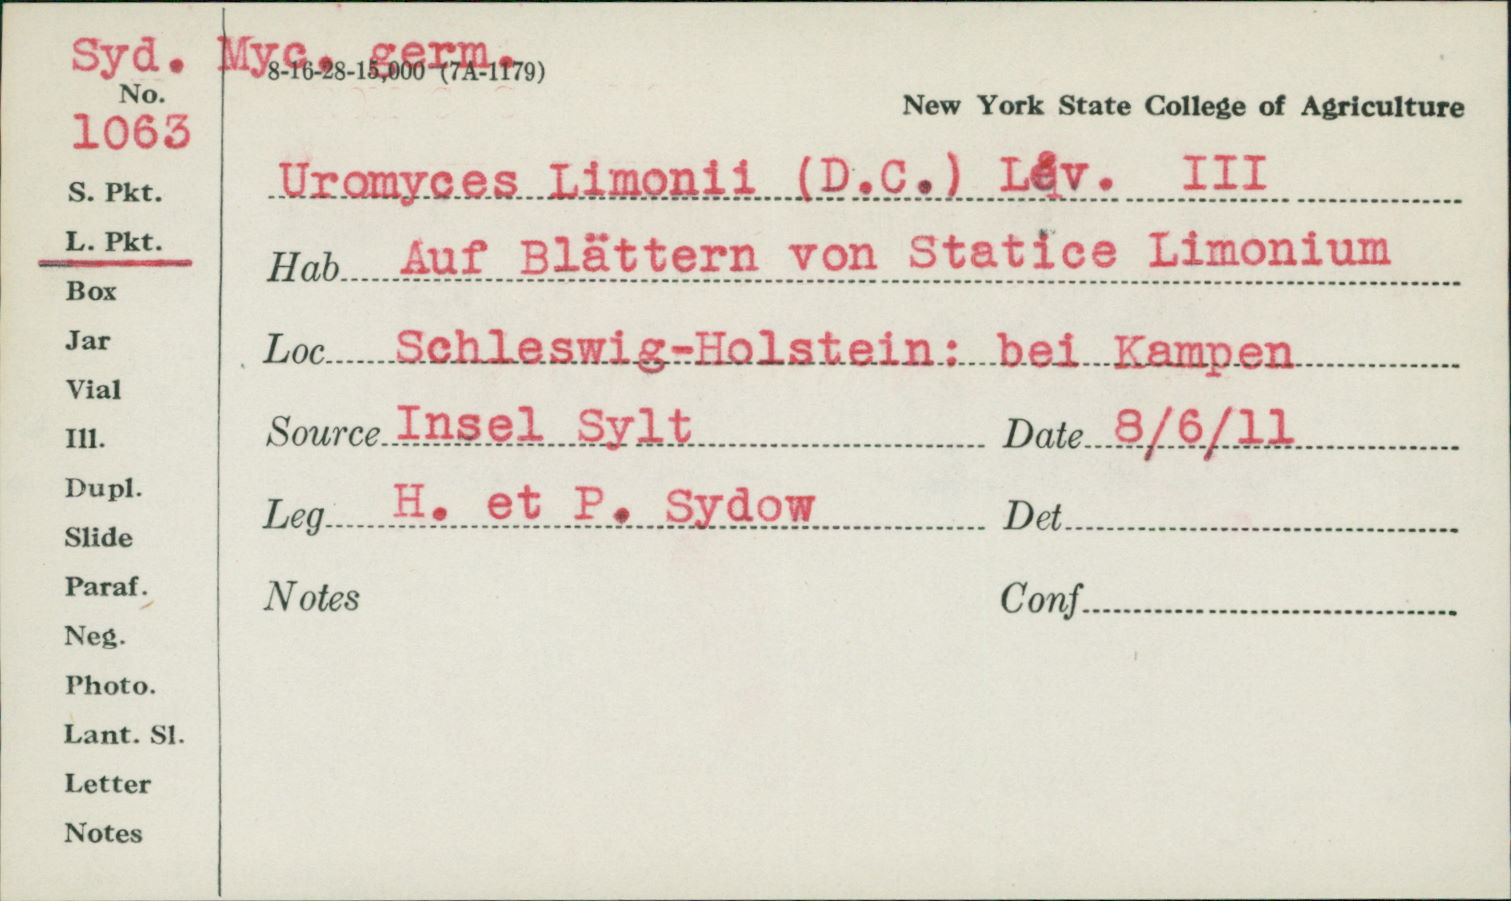 Syd. Myc. germ.
8-16-28-15,000 (7A-1179)
No.
1063
New York State College of Agriculture
S. Pkt.
L. Pkt.
Box
Jar
Vial
Ill.
Dupl.
Slide
Paraf.
Neg.
Photo.
Lant. Sl.
Letter
Notes
Uromyces Limonii (D.C.) Lév. III
Hab Auf Blättern von Statice Limonium
Loc Schleswig-Holstein: bei Kampen
Source Insel Sylt Date 8/6/11
Leg H. et P. Sydow Det
Notes Conf